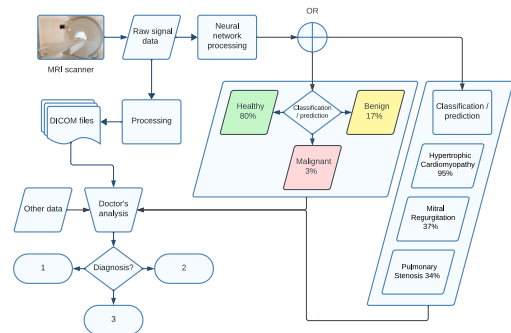 OR
Raw signal
data
Neural
network
processing
MRI scanner
Healthy
80%
Classification
/ prediction
Benign
17%
Malignant
3%
Classification /
prediction
Hypertrophic
Cardiomyopathy
95%
Mitral
Regurgitation
37%
Pulmonary
Stenosis 34%
DICOM files
Processing
Other data
Doctor's
analysis
1
Diagnosis?
2
3